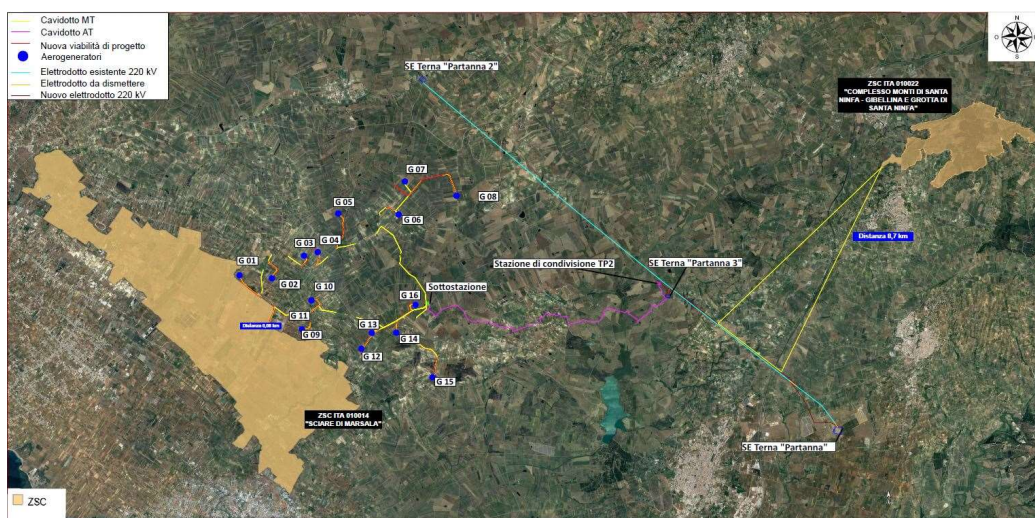 Cavidotto MT
Cavidotto AT
Nuova viabilità di progetto
Aerogeneratori
Elettrodotto esistente 220 kV
Elettrodotto da dismettere
Nuovo elettrodotto 220 kV
N
O
E
S
SE Terna "Partanna 2"
ZSC ITA 010022
"COMPLESSO MONTI DI SANTA
NINFA - GIBELLINA E GROTTA DI
SANTA NINFA"
G 07
G 08
G 05
G 06
Distanza 8,7 km
G 03
G 04
G 01
G 02
Stazione di condivisione TP2
SE Terna "Partanna 3"
Sottostazione
G 10
G 16
G 11
G 09
G 13
G 14
G 12
G 15
ZSC ITA 010014
"SCIARE DI MARSALA"
SE Terna "Partanna"
ZSC